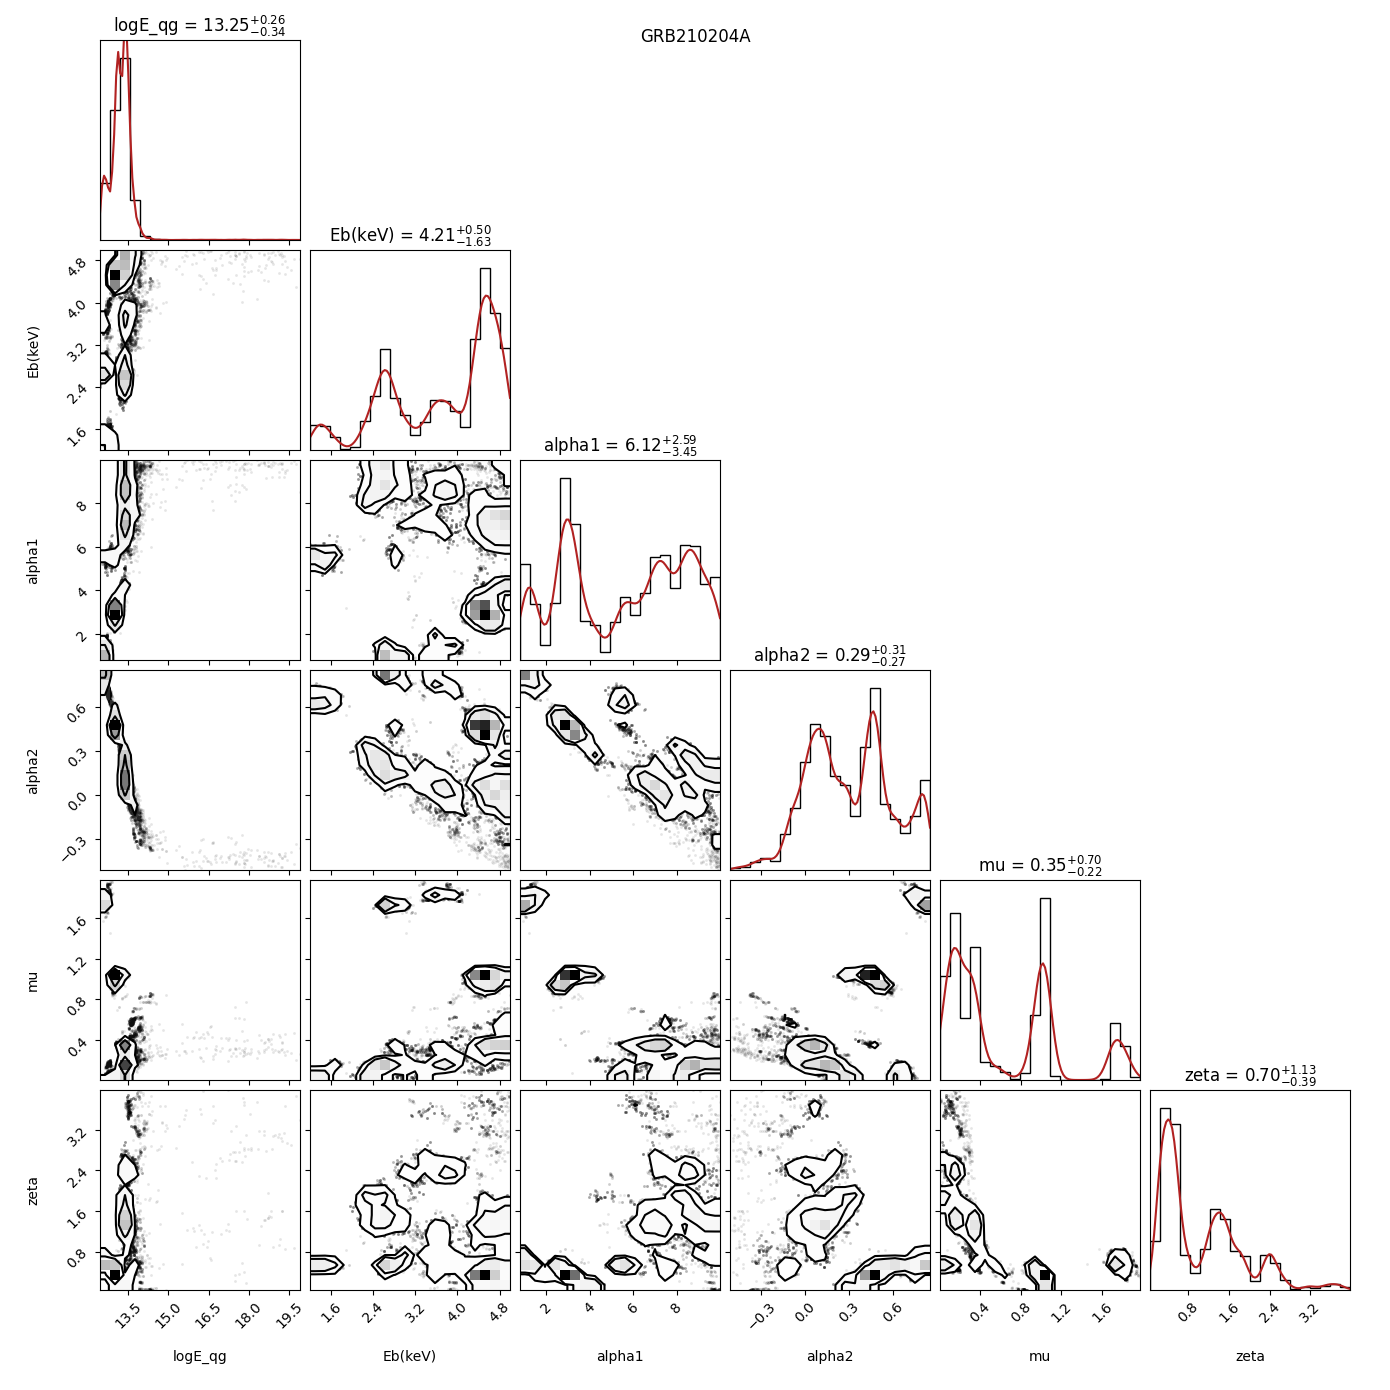 GRB210204A
logE_qg = 13.25 +0.26 −0.34
Eb(keV) = 4.21 +0.50 −1.63
4.8
4.0
3.2
2.4
1.6
Eb(keV)
alpha1 = 6.12 +2.59 −3.45
8
6
4
2
alpha1
alpha2 = 0.29 +0.31 −0.27
0.6
0.3
0.0
−0.3
alpha2
mu = 0.35 +0.70 −0.22
1.6
1.2
0.8
0.4
mu
zeta = 0.70 +1.13 −0.39
3.2
2.4
1.6
0.8
zeta
13.5 15.0 16.5 18.0 19.5
1.6 2.4 3.2 4.0 4.8
2 4 6 8
−0.3 0.0 0.3 0.6
0.4 0.8 1.2 1.6
0.8 1.6 2.4 3.2
logE_qg Eb(keV) alpha1 alpha2 mu zeta